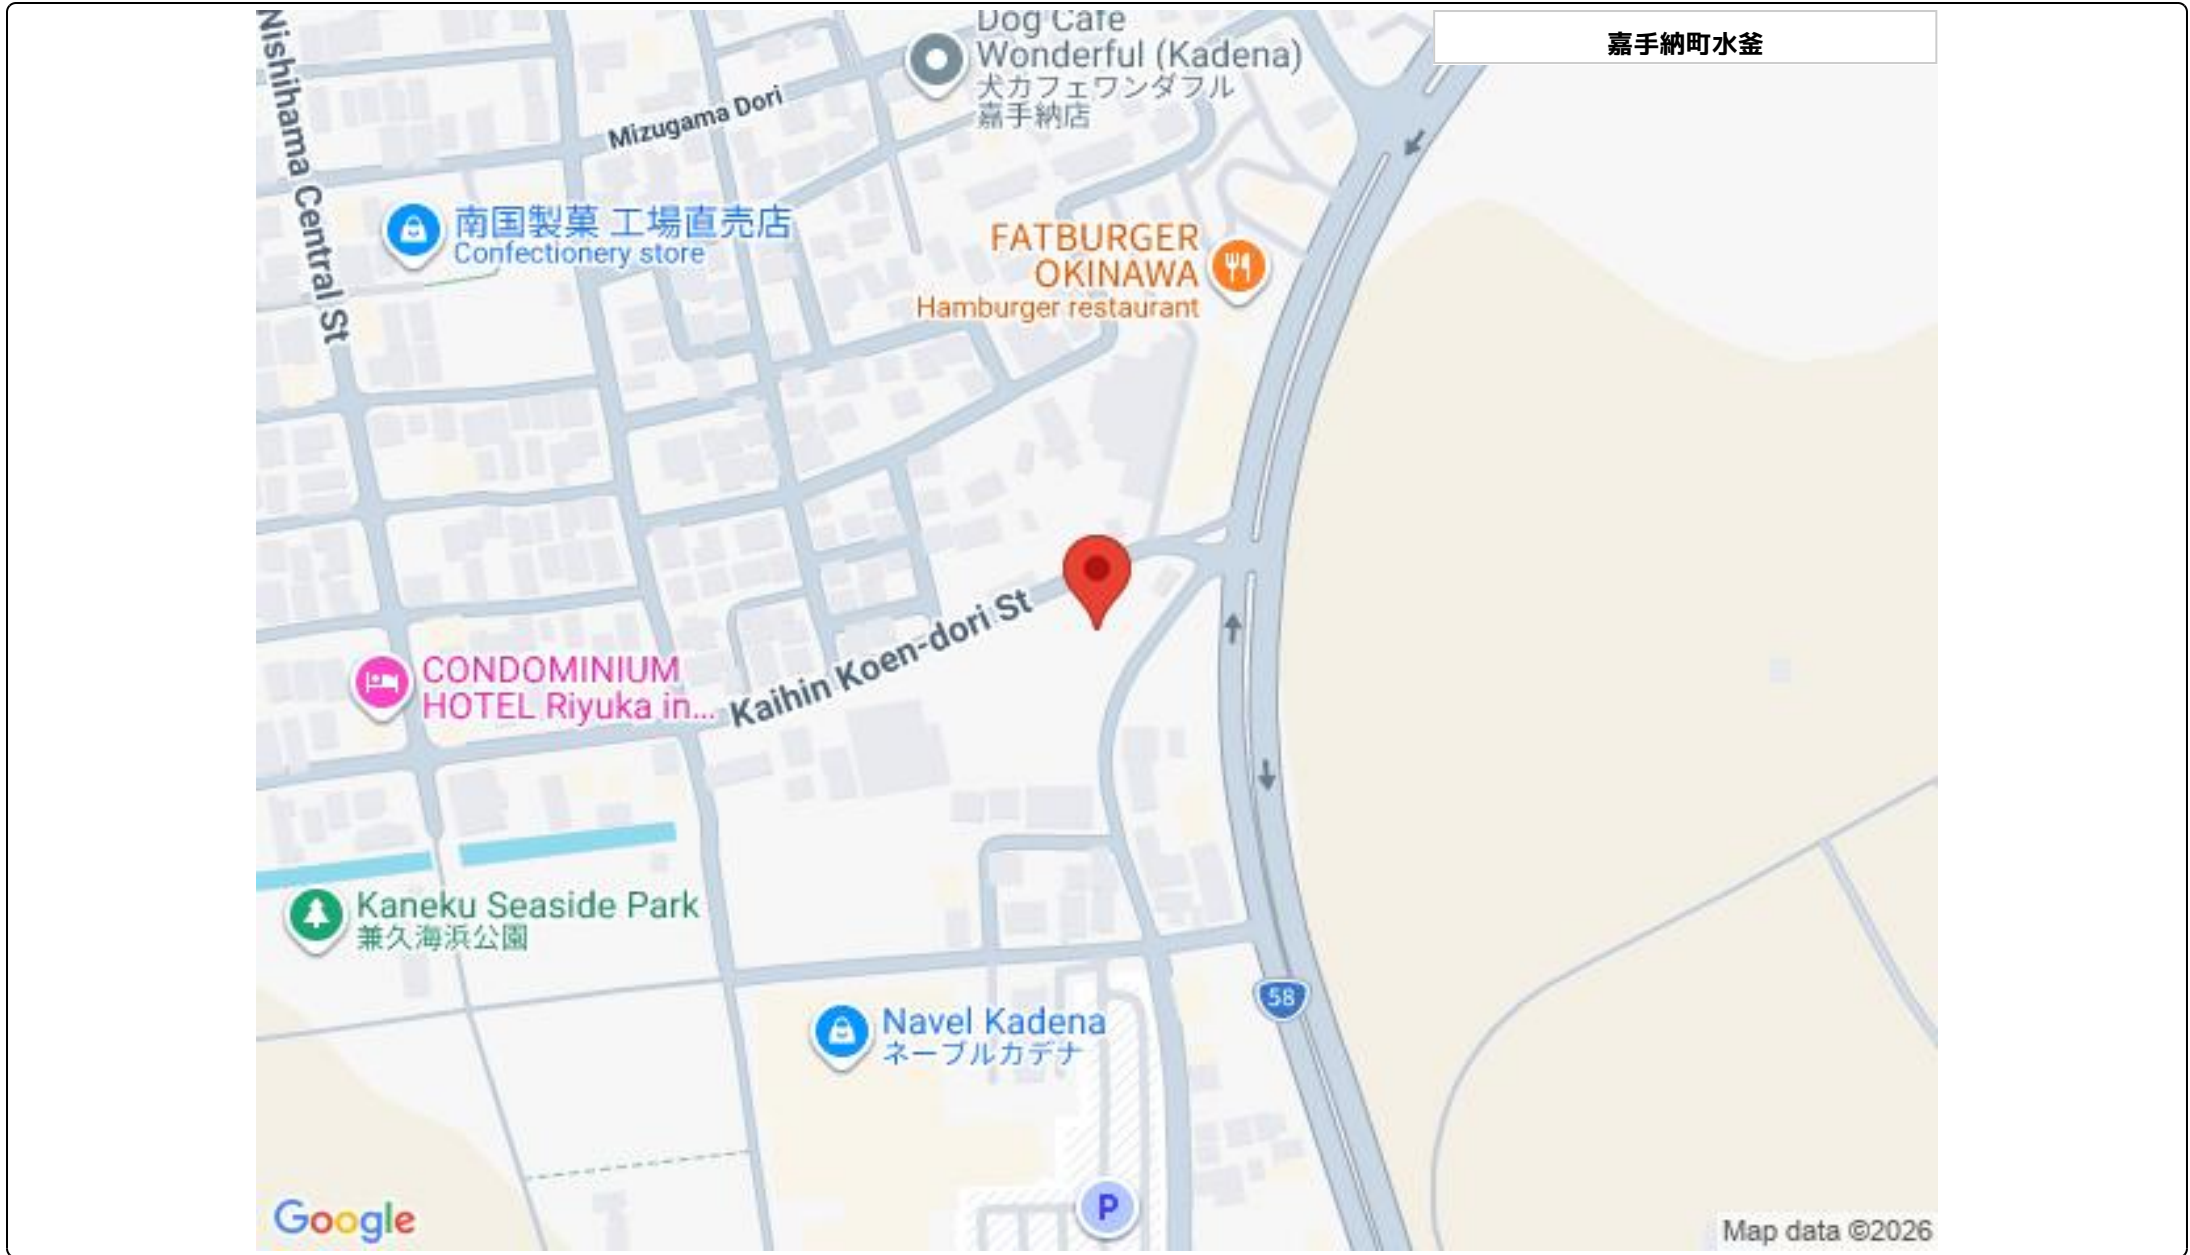 嘉手納町水釜
Dog Cafe
Wonderful (Kadena)
犬カフェワンダフル
嘉手納店
Nishihama Central St
Mizugama Dori
南国製菓 工場直売店
Confectionery store
FATBURGER
OKINAWA
Hamburger restaurant
Kaihin Koen-dori St
CONDOMINIUM
HOTEL Riyuka in...
Kaneku Seaside Park
兼久海浜公園
58
Navel Kadena
ネーブルカデナ
P
Google
Map data ©2026